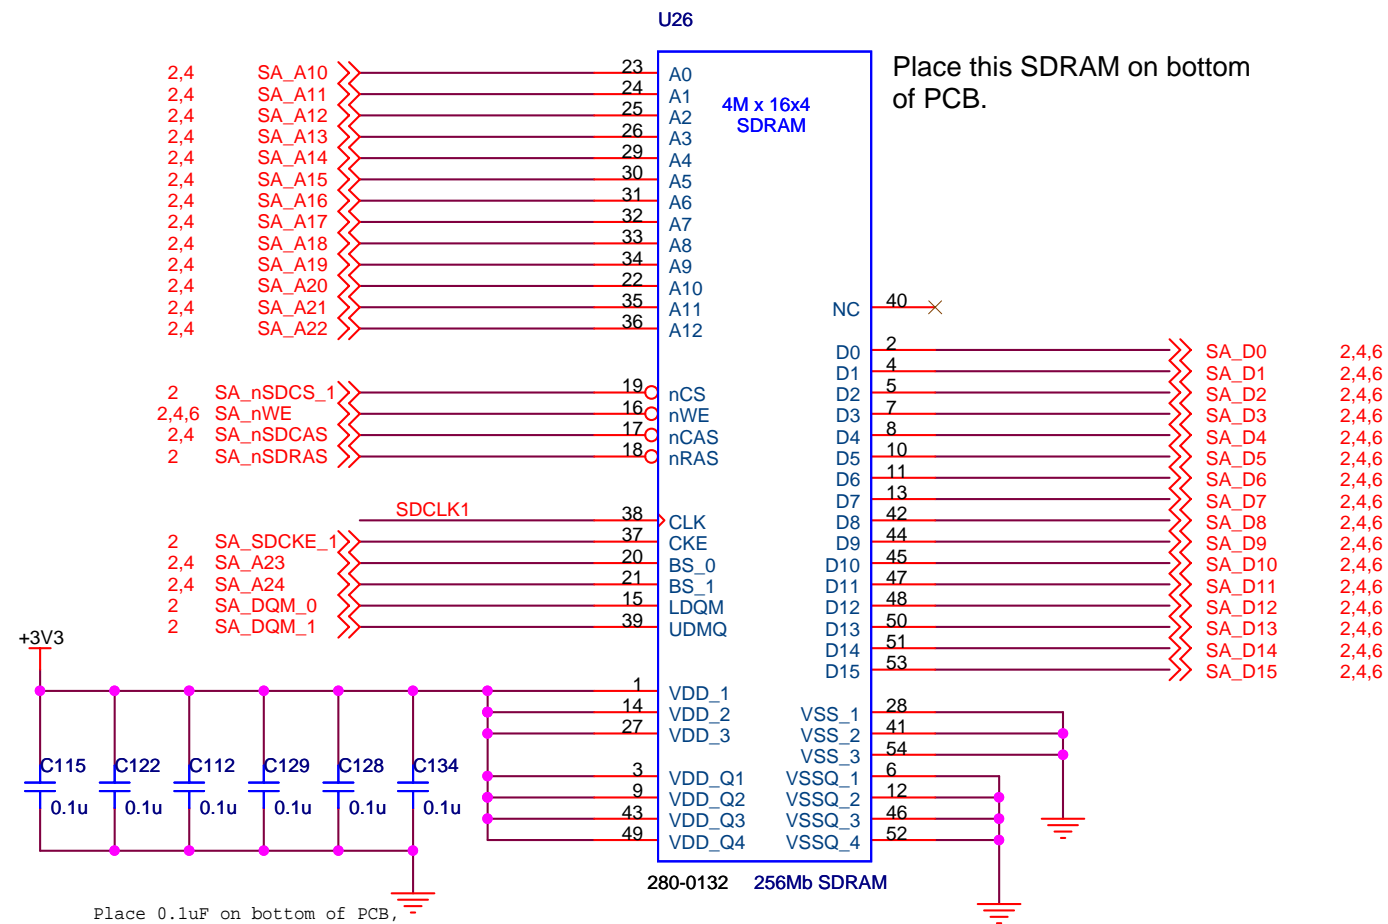 U26
Place this SDRAM on bottom
of PCB.
4M x 16x4
SDRAM
2,4 SA_A10 23 A0
2,4 SA_A11 24 A1
2,4 SA_A12 25 A2
2,4 SA_A13 26 A3
2,4 SA_A14 29 A4
2,4 SA_A15 30 A5
2,4 SA_A16 31 A6
2,4 SA_A17 32 A7
2,4 SA_A18 33 A8
2,4 SA_A19 34 A9
2,4 SA_A20 22 A10
2,4 SA_A21 35 A11
2,4 SA_A22 36 A12
NC 40
2 SA_nSDCS_1 19 nCS
2,4,6 SA_nWE 16 nWE
2,4 SA_nSDCAS 17 nCAS
2 SA_nSDRAS 18 nRAS
SDCLK1 38 CLK
2 SA_SDCKE_1 37 CKE
2,4 SA_A23 20 BS_0
2,4 SA_A24 21 BS_1
2 SA_DQM_0 15 LDQM
2 SA_DQM_1 39 UDMQ
D0 2 SA_D0 2,4,6
D1 4 SA_D1 2,4,6
D2 5 SA_D2 2,4,6
D3 7 SA_D3 2,4,6
D4 8 SA_D4 2,4,6
D5 10 SA_D5 2,4,6
D6 11 SA_D6 2,4,6
D7 13 SA_D7 2,4,6
D8 42 SA_D8 2,4,6
D9 44 SA_D9 2,4,6
D10 45 SA_D10 2,4,6
D11 47 SA_D11 2,4,6
D12 48 SA_D12 2,4,6
D13 50 SA_D13 2,4,6
D14 51 SA_D14 2,4,6
D15 53 SA_D15 2,4,6
+3V3
1 VDD_1
14 VDD_2
27 VDD_3
3 VDD_Q1
9 VDD_Q2
43 VDD_Q3
49 VDD_Q4
VSS_1 28
VSS_2 41
VSS_3 54
VSSQ_1 6
VSSQ_2 12
VSSQ_3 46
VSSQ_4 52
C115 C122 C112 C129 C128 C134
0.1u 0.1u 0.1u 0.1u 0.1u 0.1u
280-0132 256Mb SDRAM
Place 0.1uF on bottom of PCB,